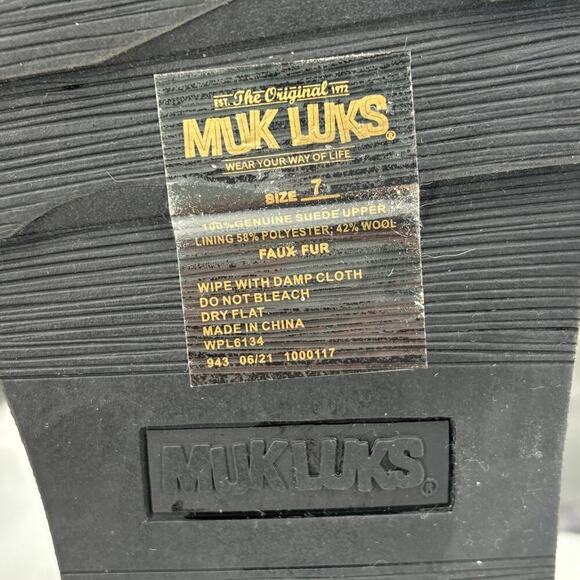 EST. The Original 1972
MUK LUKS®
WEAR YOUR WAY OF LIFE
SIZE 7
100% GENUINE SUEDE UPPER
LINING 58% POLYESTER; 42% WOOL
FAUX FUR
WIPE WITH DAMP CLOTH
DO NOT BLEACH
DRY FLAT
MADE IN CHINA
WPL6134
943 06/21 1000117
MUKLUKS®